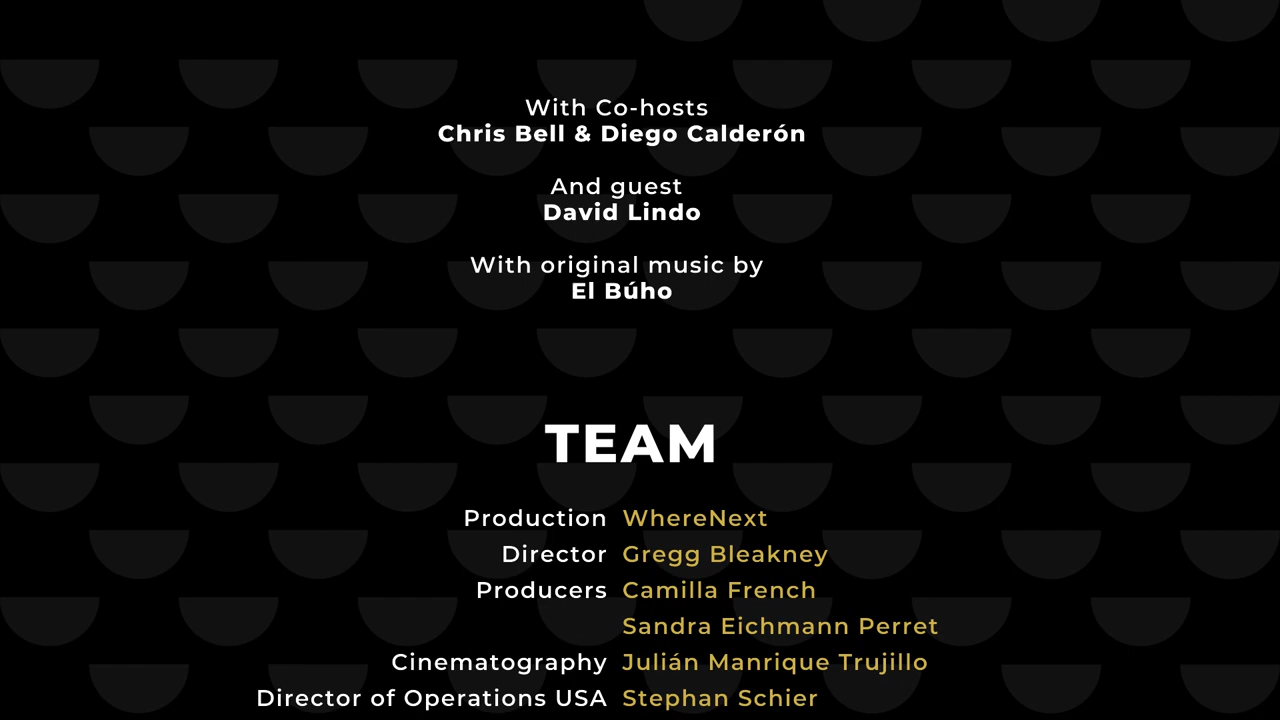 With Co-hosts
Chris Bell & Diego Calderón
And guest
David Lindo
With original music by
El Búho
TEAM
Production WhereNext
Director Gregg Bleakney
Producers Camilla French
Sandra Eichmann Perret
Cinematography Julián Manrique Trujillo
Director of Operations USA Stephan Schier